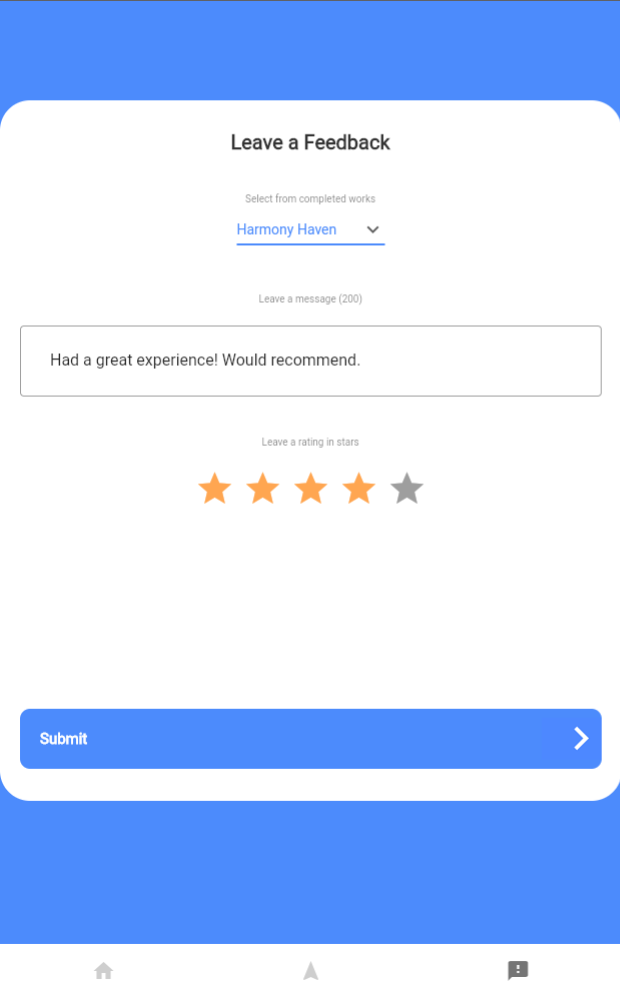 Leave a Feedback
Select from completed works
Harmony Haven
Leave a message (200)
Had a great experience! Would recommend.
Leave a rating in stars
Submit